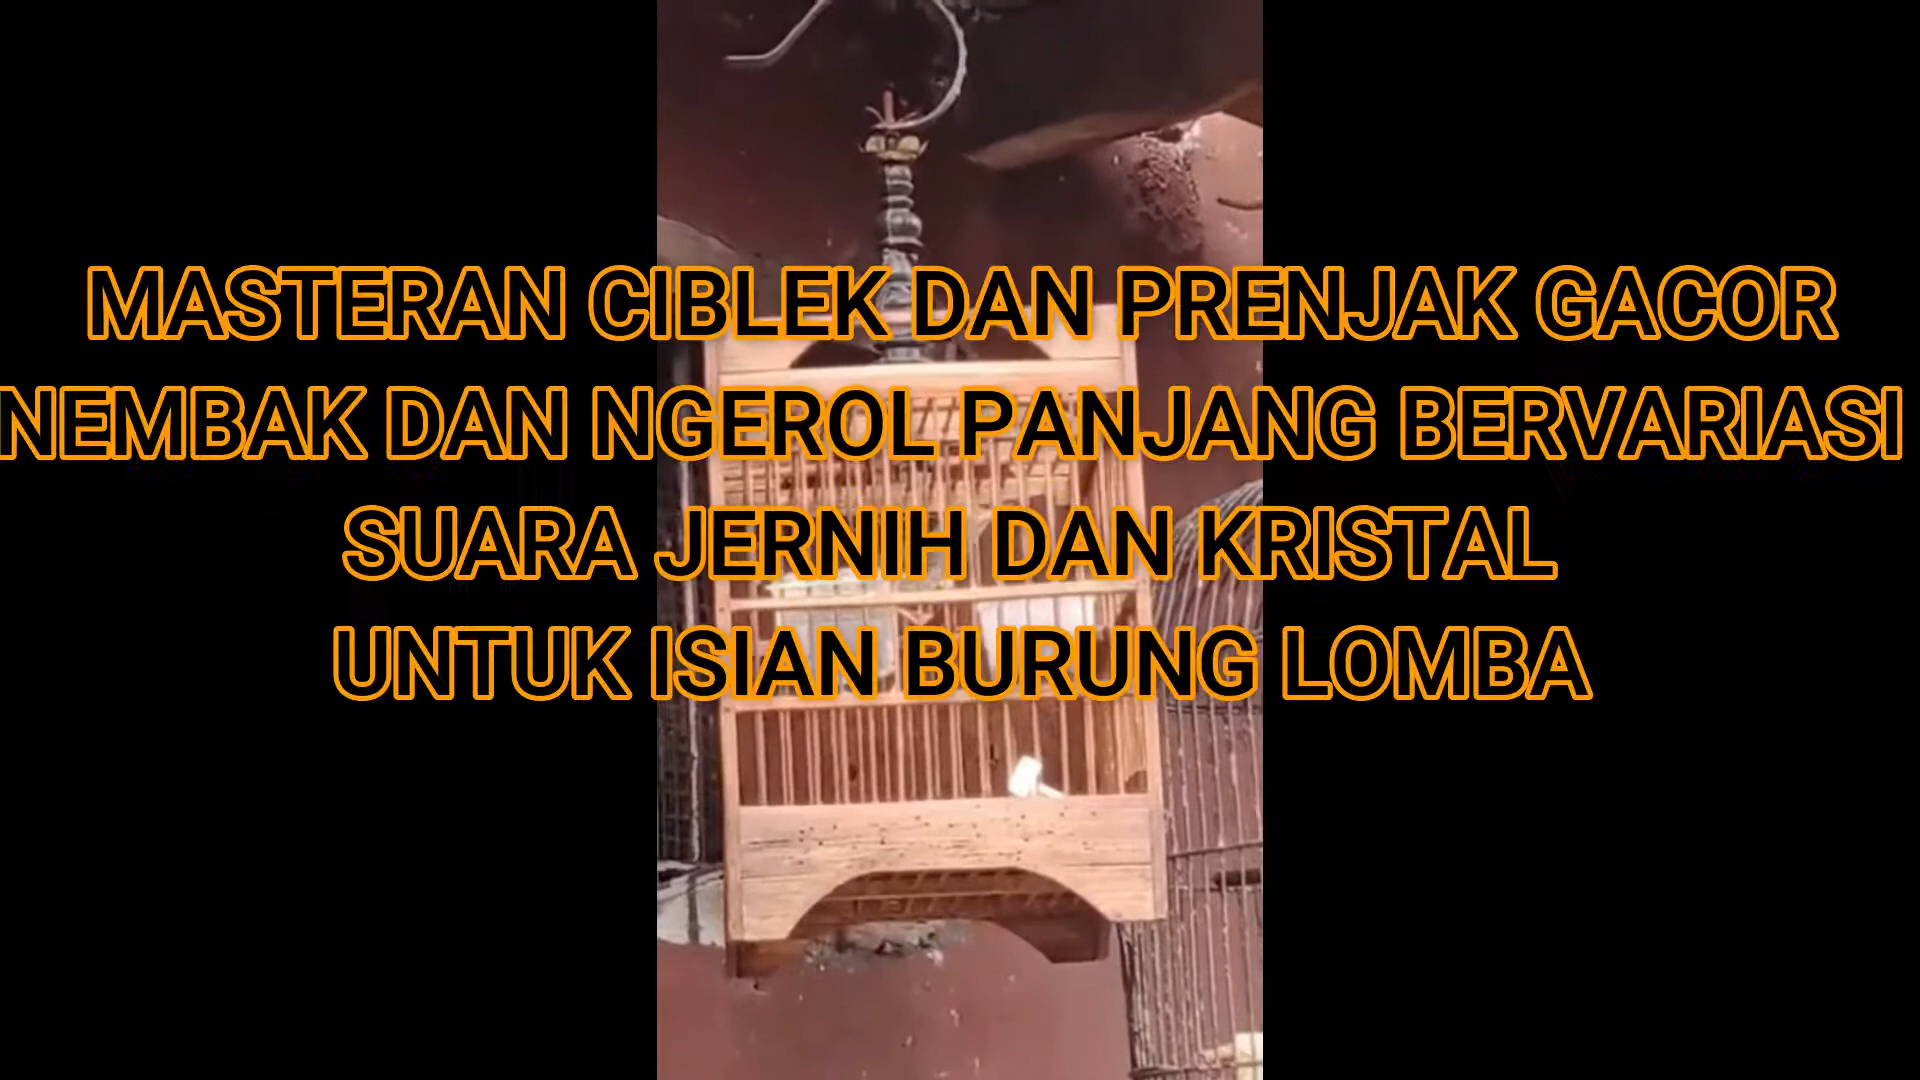 MASTERAN CIBLEK DAN PRENJAK GACOR
NEMBAK DAN NGEROL PANJANG BERVARIASI
SUARA JERNIH DAN KRISTAL
UNTUK ISIAN BURUNG LOMBA